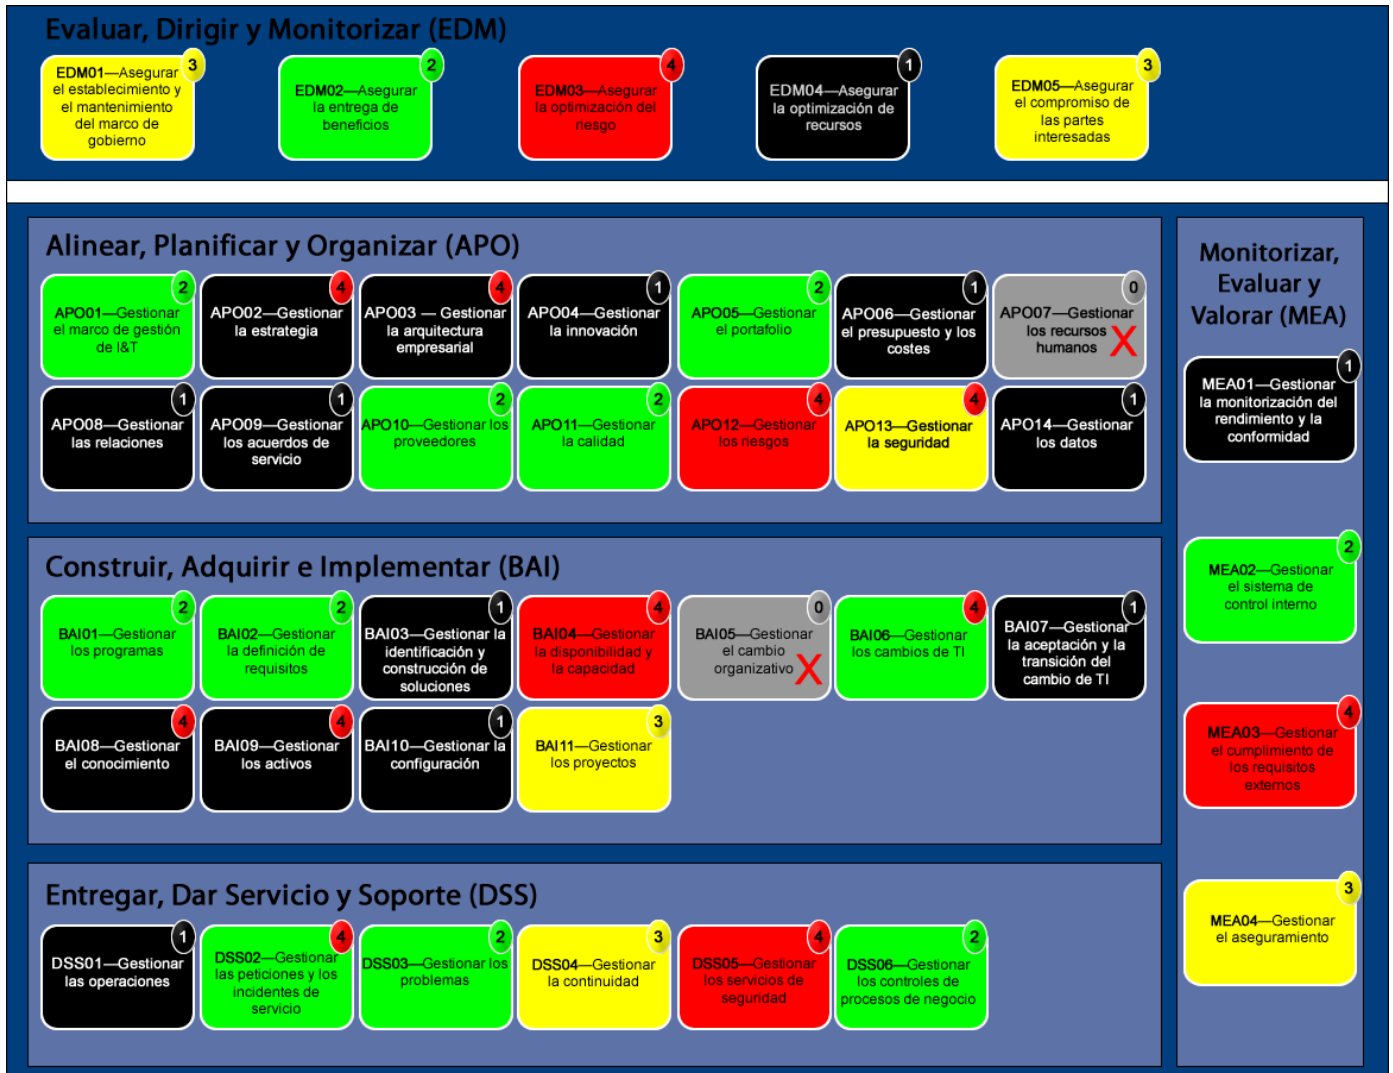 Evaluar, Dirigir y Monitorizar (EDM)
3
EDM01—Asegurar
el establecimiento y
el mantenimiento
del marco de
gobierno
2
EDM02—Asegurar
la entrega de
beneficios
4
EDM03—Asegurar
la optimización del
riesgo
1
EDM04—Asegurar
la optimización de
recursos
3
EDM05—Asegurar
el compromiso de
las partes
interesadas
Alinear, Planificar y Organizar (APO)
2
APO01—Gestionar
el marco de gestión
de I&T
4
APO02—Gestionar
la estrategia
4
APO03 — Gestionar
la arquitectura
empresarial
1
APO04—Gestionar
la innovación
2
APO05—Gestionar
el portafolio
1
APO06—Gestionar
el presupuesto y los
costes
0
APO07—Gestionar
los recursos
humanos
X
1
APO08—Gestionar
las relaciones
1
APO09—Gestionar
los acuerdos de
servicio
2
APO10—Gestionar los
proveedores
2
APO11—Gestionar
la calidad
4
APO12—Gestionar
los riesgos
4
APO13—Gestionar
la seguridad
1
APO14—Gestionar
los datos
Construir, Adquirir e Implementar (BAI)
2
BAI01—Gestionar
los programas
2
BAI02—Gestionar
la definición de
requisitos
1
BAI03—Gestionar la
identificación y
construcción de
soluciones
4
BAI04—Gestionar
la disponibilidad y
la capacidad
0
BAI05—Gestionar
el cambio
organizativo
X
4
BAI06—Gestionar
los cambios de TI
1
BAI07—Gestionar
la aceptación y la
transición del
cambio de TI
4
BAI08—Gestionar
el conocimiento
4
BAI09—Gestionar
los activos
1
BAI10—Gestionar la
configuración
3
BAI11—Gestionar
los proyectos
Entregar, Dar Servicio y Soporte (DSS)
1
DSS01—Gestionar
las operaciones
4
DSS02—Gestionar
las peticiones y los
incidentes de
servicio
2
DSS03—Gestionar los
problemas
3
DSS04—Gestionar
la continuidad
4
DSS05—Gestionar
los servicios de
seguridad
2
DSS06—Gestionar
los controles de
procesos de negocio
Monitorizar,
Evaluar y
Valorar (MEA)
1
MEA01—Gestionar
la monitorización del
rendimiento y la
conformidad
2
MEA02—Gestionar
el sistema de
control interno
4
MEA03—Gestionar
el cumplimiento de
los requisitos
externos
3
MEA04—Gestionar
el aseguramiento